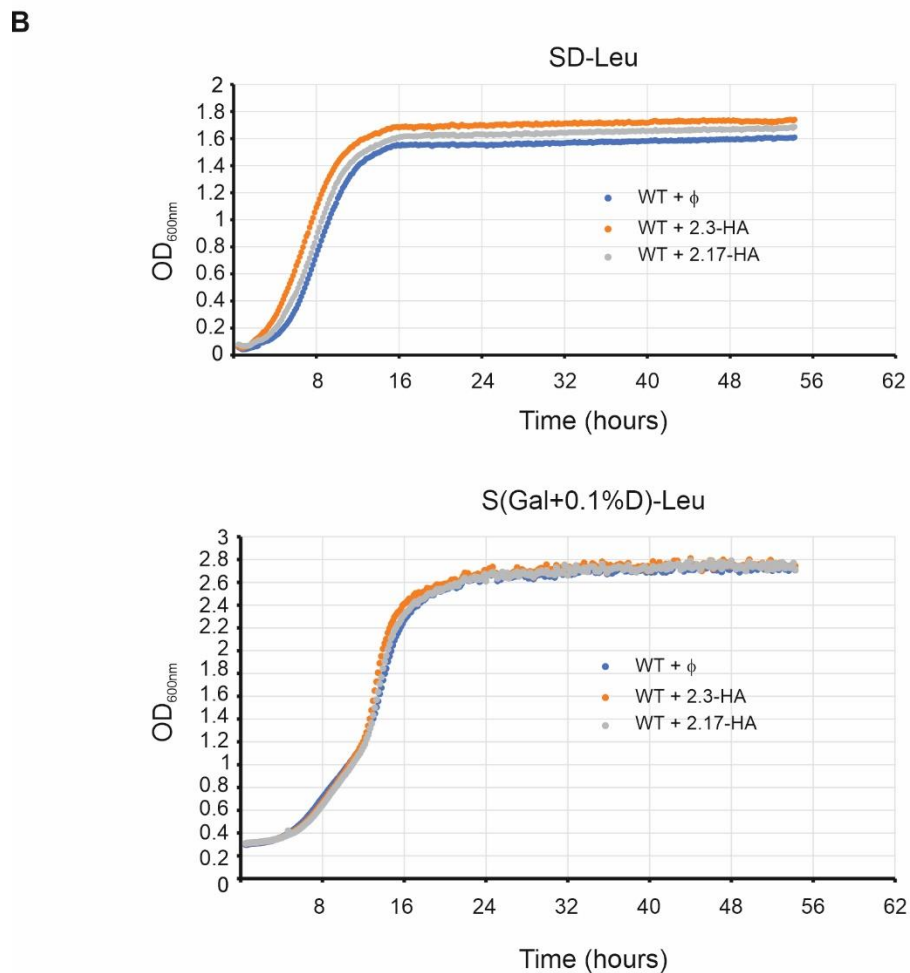 B
SD-Leu
2
1.8
1.6
1.4
1.2
1
0.8
0.6
0.4
0.2
0
OD600nm
WT + ϕ
WT + 2.3-HA
WT + 2.17-HA
8 16 24 32 40 48 56 62
Time (hours)
S(Gal+0.1%D)-Leu
3
2.8
2.6
2.4
2.2
2
1.8
1.6
1.4
1.2
1
0.8
0.6
0.4
0.2
0
OD600nm
WT + ϕ
WT + 2.3-HA
WT + 2.17-HA
8 16 24 32 40 48 56 62
Time (hours)